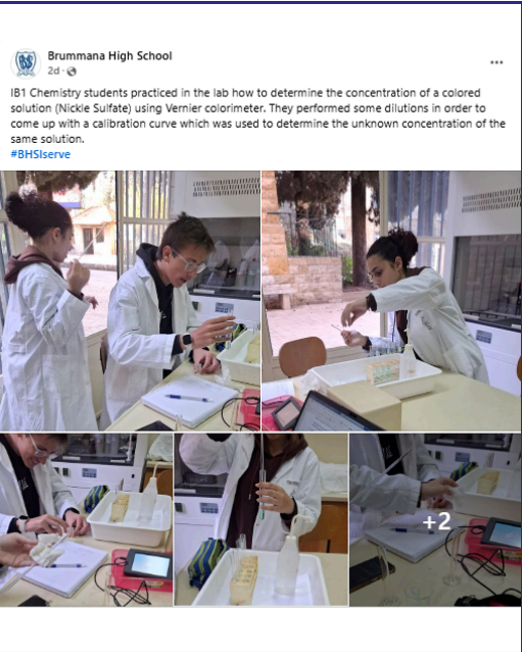 Brummana High School
2d
IB1 Chemistry students practiced in the lab how to determine the concentration of a colored
solution (Nickle Sulfate) using Vernier colorimeter. They performed some dilutions in order to
come up with a calibration curve which was used to determine the unknown concentration of the
same solution.
#BHSIserve
+2